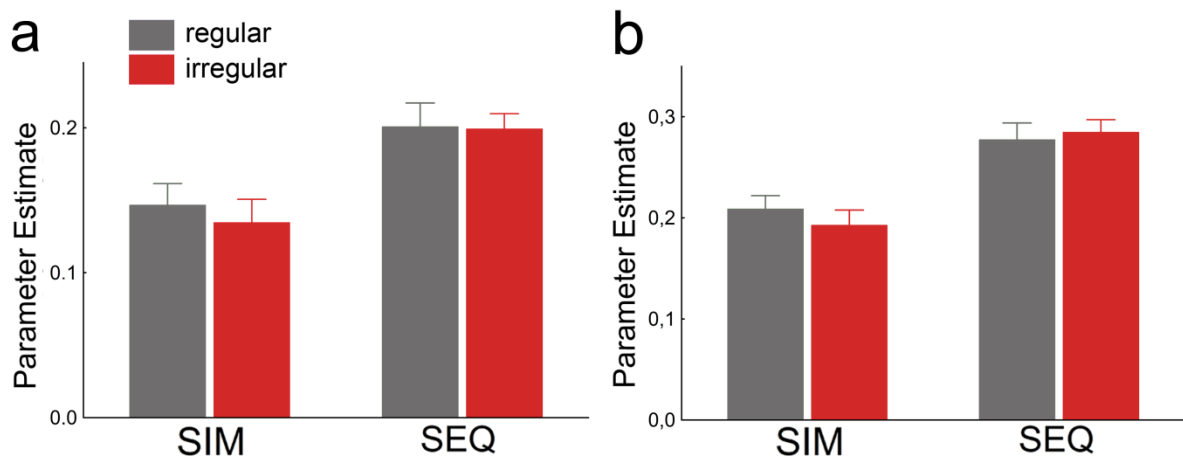 a
regular
irregular
Parameter Estimate
0.2
0.1
0.0
SIM
SEQ
b
Parameter Estimate
0,3
0,2
0,1
0,0
SIM
SEQ